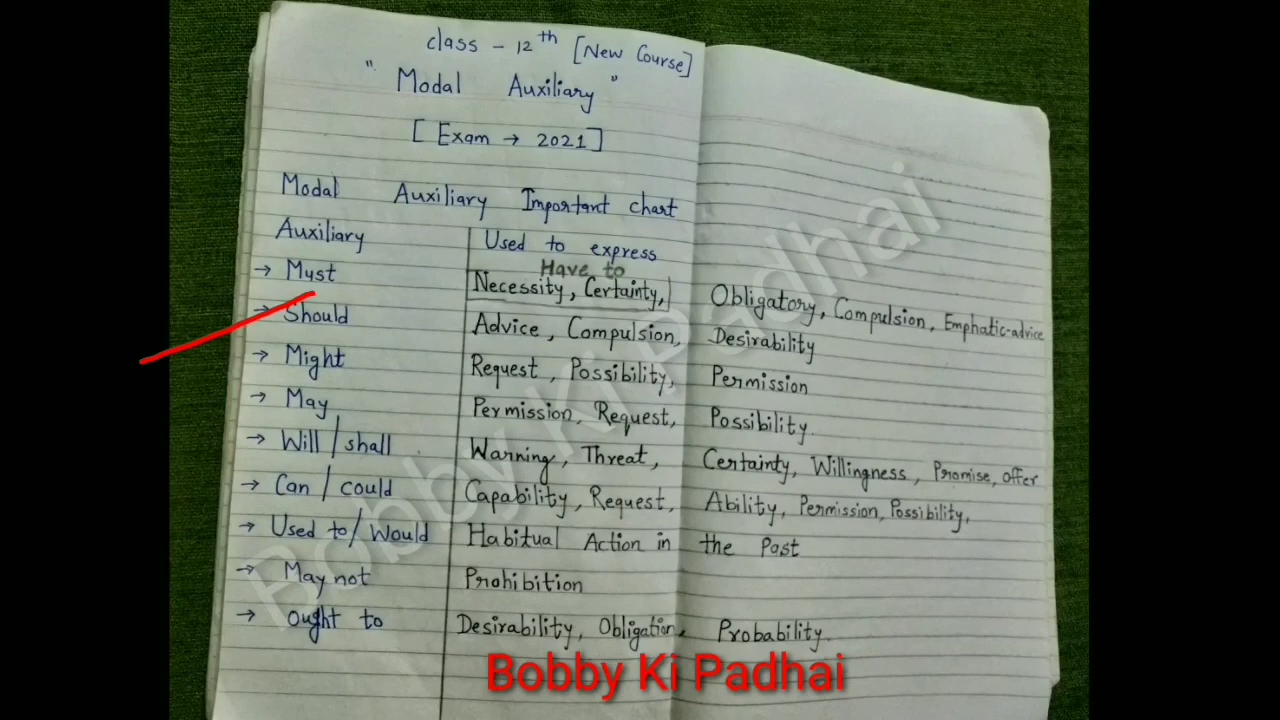 class - 12th [New Course]
" Modal Auxiliary "
[ Exam → 2021]
Modal Auxiliary Important chart
Auxiliary Used to express
Have to
→ Must Necessity, Certainty, Obligatory, Compulsion, Emphatic-advice
→ Should Advice, Compulsion, Desirability
→ Might Request, Possibility, Permission
→ May Permission, Request, Possibility.
→ Will/shall Warning, Threat, Certainty, Willingness, Promise, offer
→ Can/could Capability, Request, Ability, Permission, Possibility,
→ Used to/Would Habitual Action in the Past
→ May not Prohibition
→ ought to Desirability, Obligation, Probability.
Bobby Ki Padhai
Bobby Ki Padhai